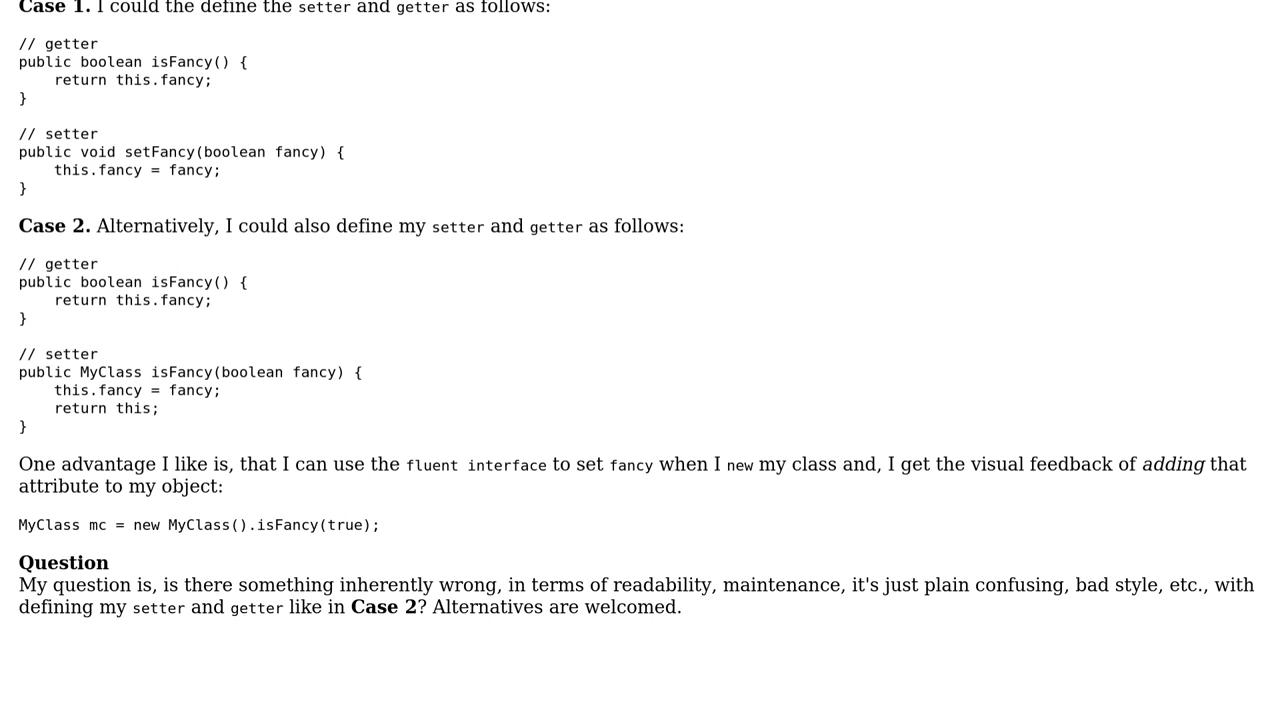 Case 1. I could the define the setter and getter as follows:
// getter
public boolean isFancy() {
    return this.fancy;
}
// setter
public void setFancy(boolean fancy) {
    this.fancy = fancy;
}
Case 2. Alternatively, I could also define my setter and getter as follows:
// getter
public boolean isFancy() {
    return this.fancy;
}
// setter
public MyClass isFancy(boolean fancy) {
    this.fancy = fancy;
    return this;
}
One advantage I like is, that I can use the fluent interface to set fancy when I new my class and, I get the visual feedback of adding that
attribute to my object:
MyClass mc = new MyClass().isFancy(true);
Question
My question is, is there something inherently wrong, in terms of readability, maintenance, it's just plain confusing, bad style, etc., with
defining my setter and getter like in Case 2? Alternatives are welcomed.